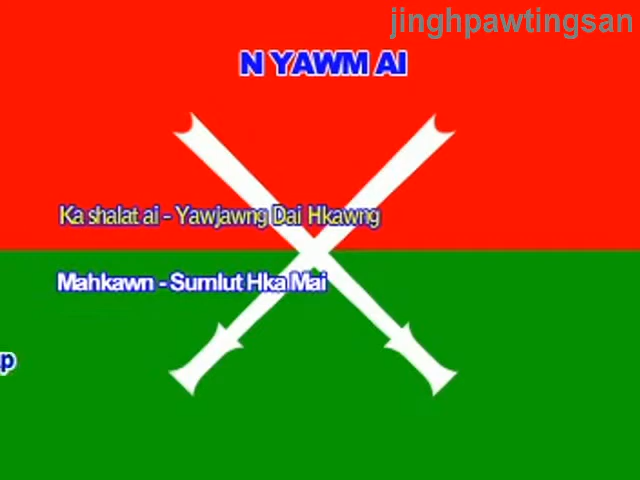 jinghpawtingsan
N YAWM AI
Ka shalat ai - Yawjawng Dai Hkawng
Mahkawn - Sumlut Hka Mai